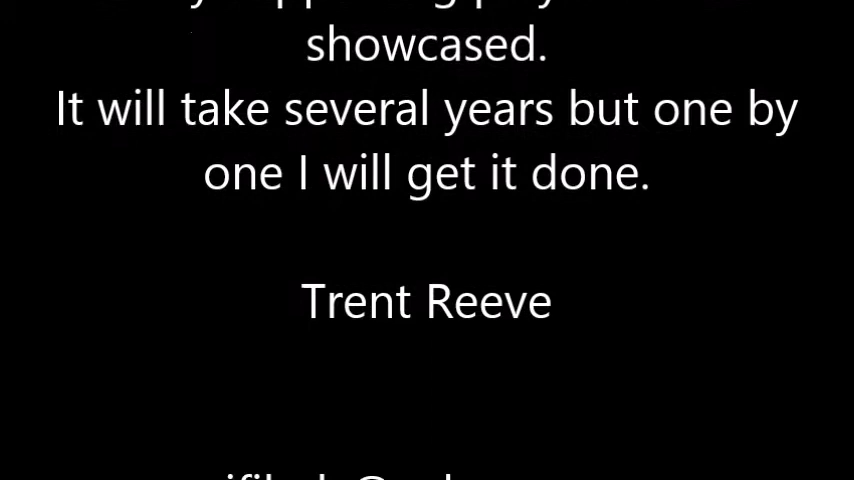 showcased.
It will take several years but one by
one I will get it done.
Trent Reeve